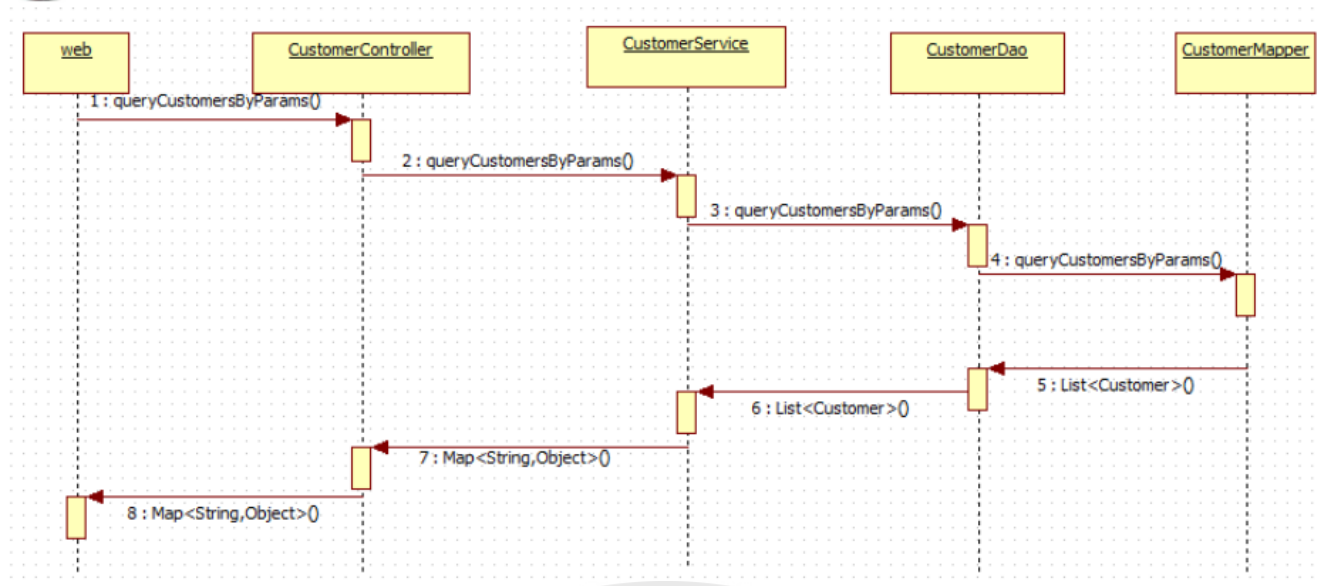 web
CustomerController
CustomerService
CustomerDao
CustomerMapper
1 : queryCustomersByParams()
2 : queryCustomersByParams()
3 : queryCustomersByParams()
4 : queryCustomersByParams()
5 : List<Customer>()
6 : List<Customer>()
7 : Map<String,Object>()
8 : Map<String,Object>()